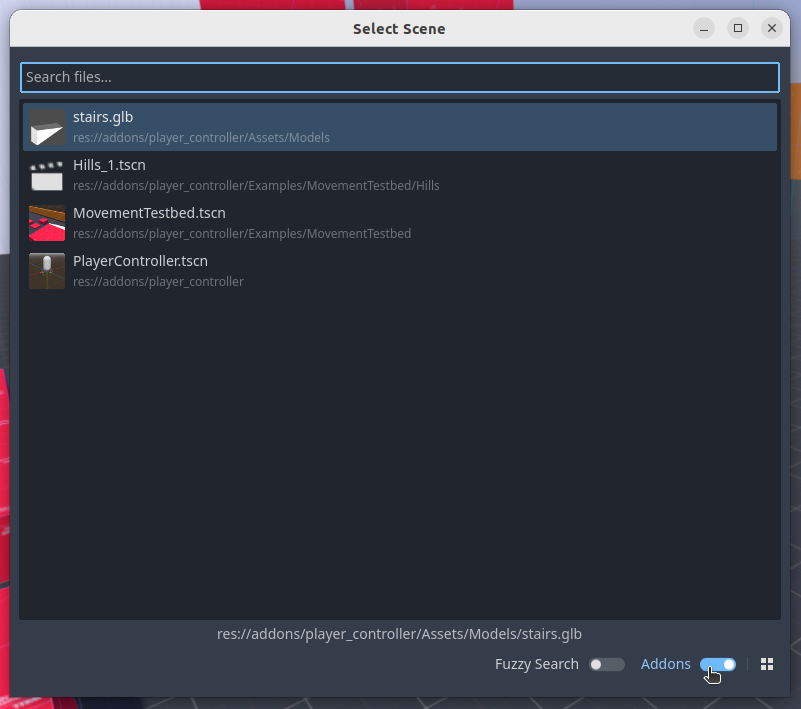 Select Scene
Search files...
stairs.glb
res://addons/player_controller/Assets/Models
Hills_1.tscn
res://addons/player_controller/Examples/MovementTestbed/Hills
MovementTestbed.tscn
res://addons/player_controller/Examples/MovementTestbed
PlayerController.tscn
res://addons/player_controller
res://addons/player_controller/Assets/Models/stairs.glb
Fuzzy Search Addons